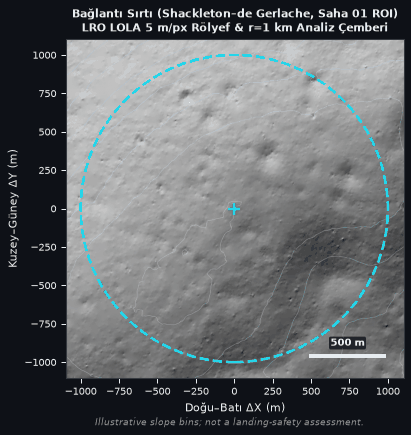 Bağlantı Sırtı (Shackleton–de Gerlache, Saha 01 ROI)
LRO LOLA 5 m/px Rölyef & r=1 km Analiz Çemberi
Kuzey–Güney ΔY (m)
1000
750
500
250
0
−250
−500
−750
−1000
500 m
−1000 −750 −500 −250 0 250 500 750 1000
Doğu–Batı ΔX (m)
Illustrative slope bins; not a landing-safety assessment.